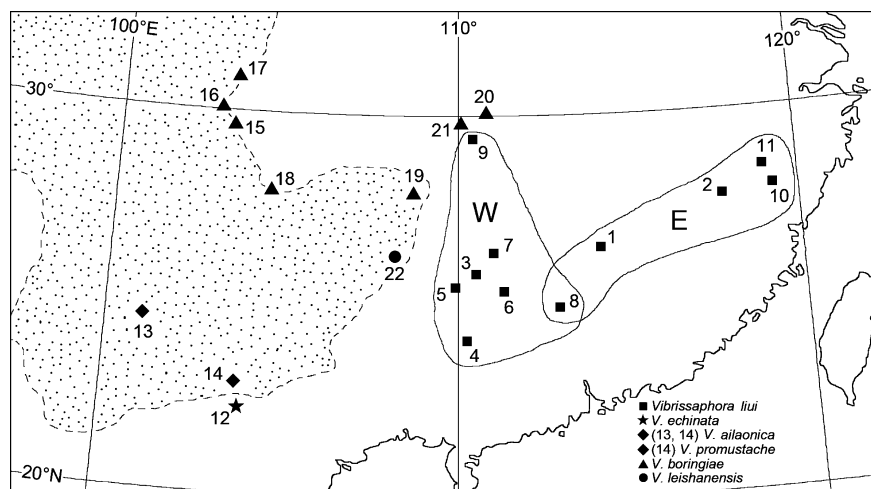 100°E
110°
120°
17
30°
16
20
15
21
9
11
18
19
2
10
W
E
7
1
3
22
5
6
8
13
4
14
12
■ Vibrissaphora liui
★ V. echinata
◆ (13, 14) V. ailaonica
◆ (14) V. promustache
▲ V. boringiae
● V. leishanensis
20°N